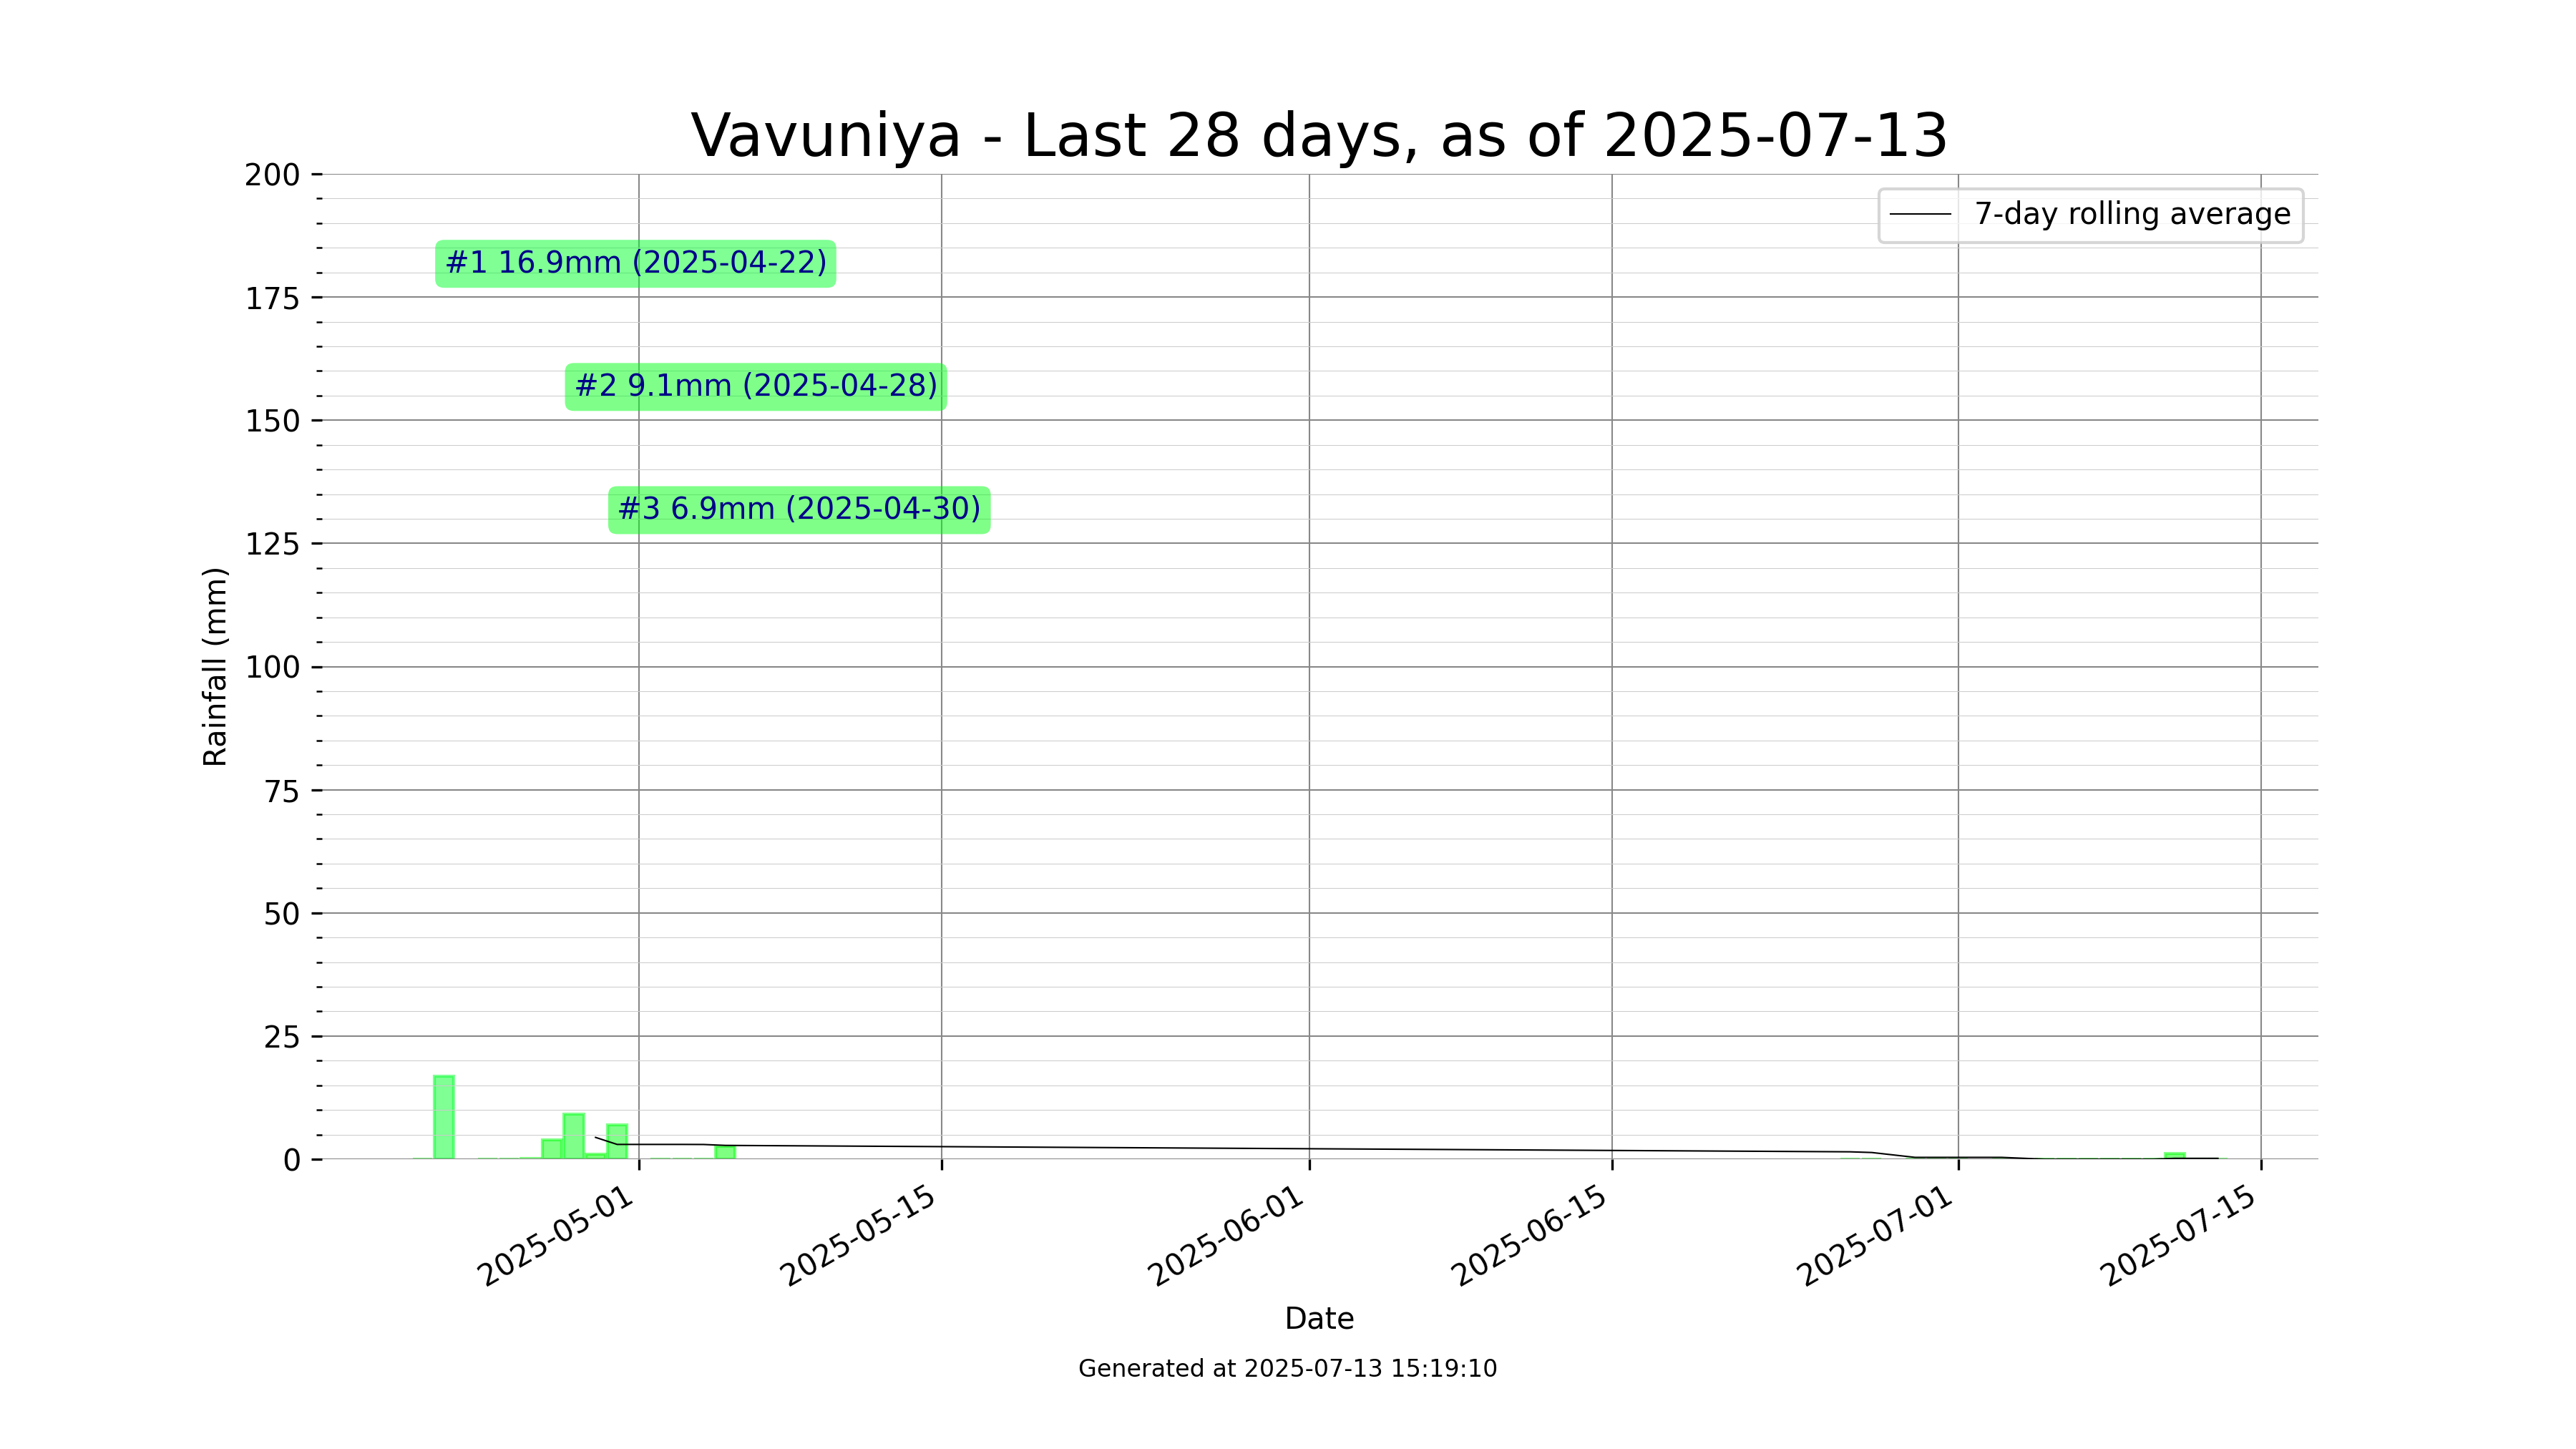 Vavuniya - Last 28 days, as of 2025-07-13
200
175
150
125
100
75
50
25
0
Rainfall (mm)
7-day rolling average
#1 16.9mm (2025-04-22)
#2 9.1mm (2025-04-28)
#3 6.9mm (2025-04-30)
2025-05-01
2025-05-15
2025-06-01
2025-06-15
2025-07-01
2025-07-15
Date
Generated at 2025-07-13 15:19:10